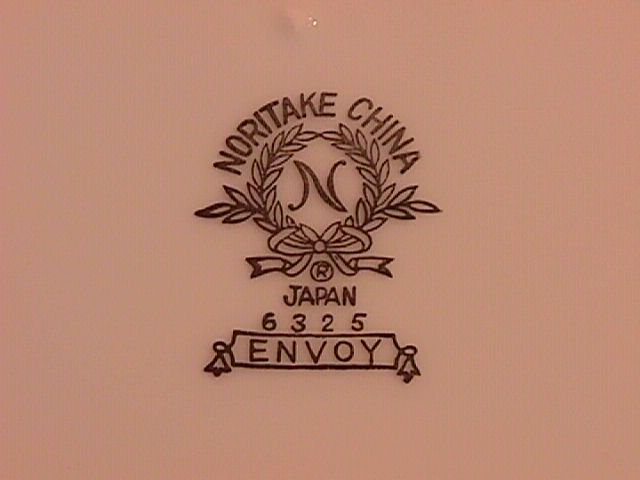 NORITAKE CHINA
N
®
JAPAN
6325
ENVOY